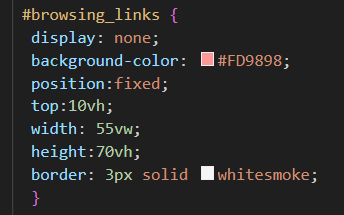 #browsing_links {
display: none;
background-color: #FD9898;
position:fixed;
top:10vh;
width: 55vw;
height:70vh;
border: 3px solid whitesmoke;
}